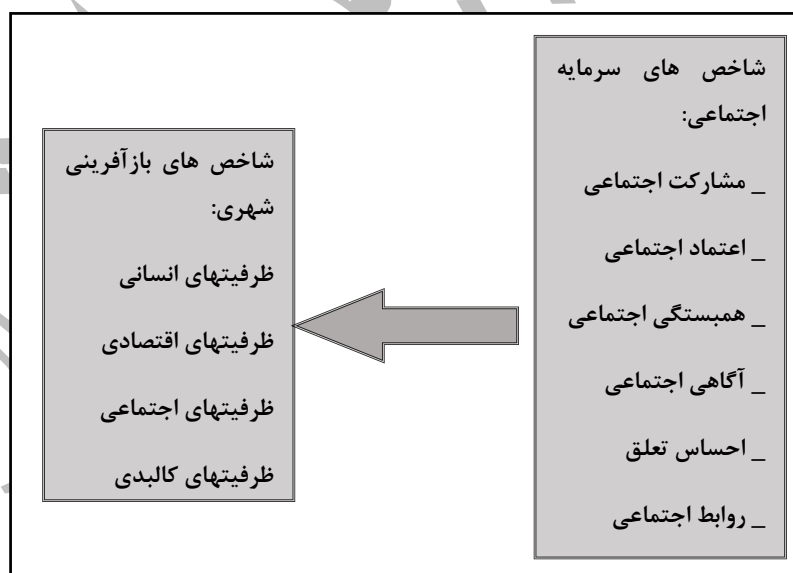 شاخص های سرمایه
اجتماعی:
_ مشارکت اجتماعی
_ اعتماد اجتماعی
_ همبستگی اجتماعی
_ آگاهی اجتماعی
_ احساس تعلق
_ روابط اجتماعی
شاخص های بازآفرینی
شهری:
ظرفیتهای انسانی
ظرفیتهای اقتصادی
ظرفیتهای اجتماعی
ظرفیتهای کالبدی